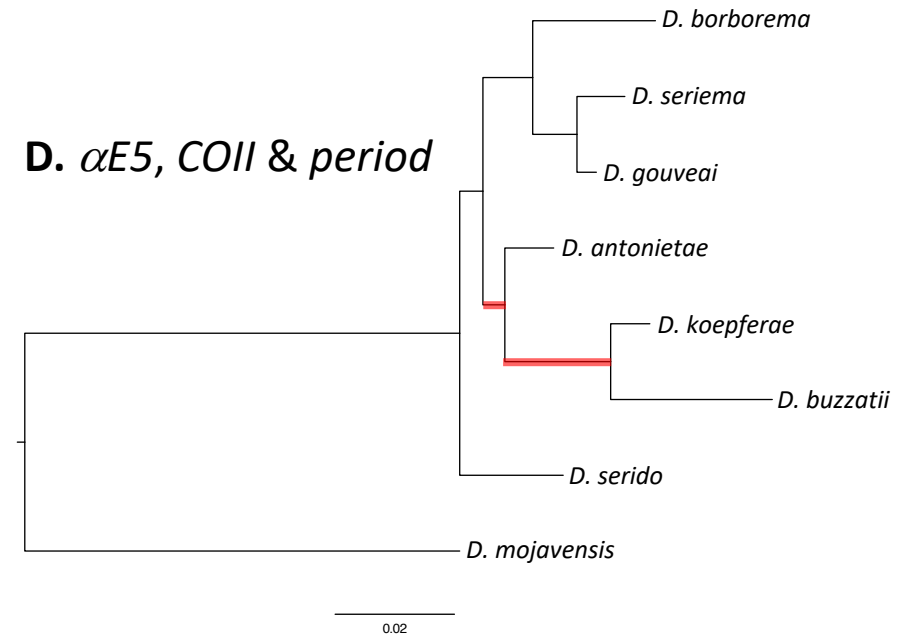 D. borborema
D. seriema
D. αE5, COII & period
D. gouveai
D. antonietae
D. koepferae
D. buzzatii
D. serido
D. mojavensis
0.02